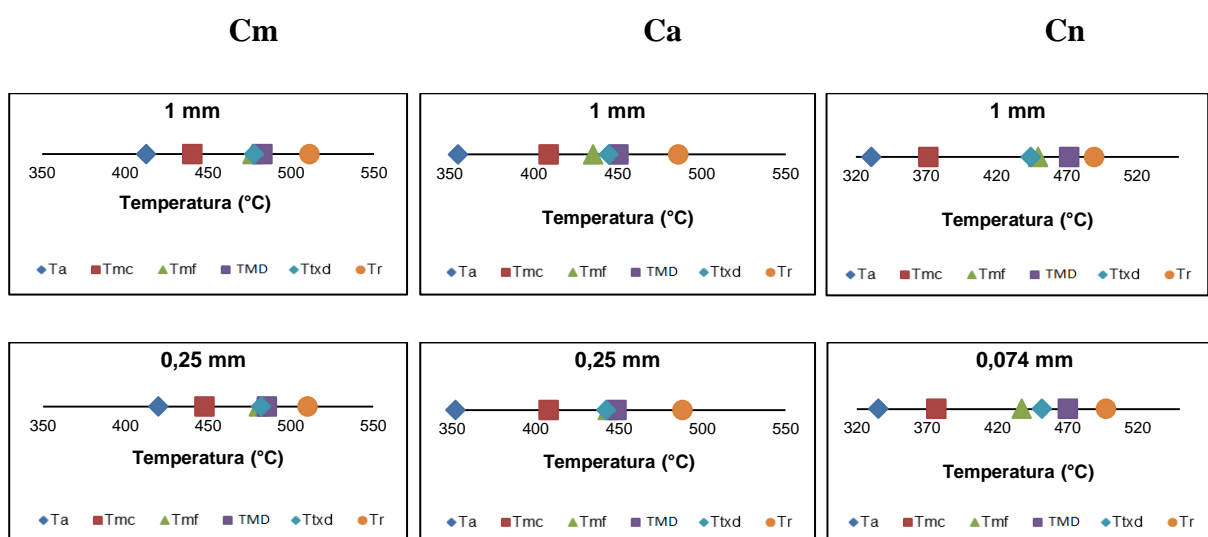 Cm Ca Cn
1 mm
350 400 450 500 550
Temperatura (°C)
Ta Tmc Tmf TMD Ttxd Tr
1 mm
350 400 450 500 550
Temperatura (°C)
Ta Tmc Tmf TMD Ttxd Tr
1 mm
320 370 420 470 520
Temperatura (°C)
Ta Tmc Tmf TMD Ttxd Tr
0,25 mm
350 400 450 500 550
Temperatura (°C)
Ta Tmc Tmf TMD Ttxd Tr
0,25 mm
350 400 450 500 550
Temperatura (°C)
Ta Tmc Tmf TMD Ttxd Tr
0,074 mm
320 370 420 470 520
Temperatura (°C)
Ta Tmc Tmf TMD Ttxd Tr